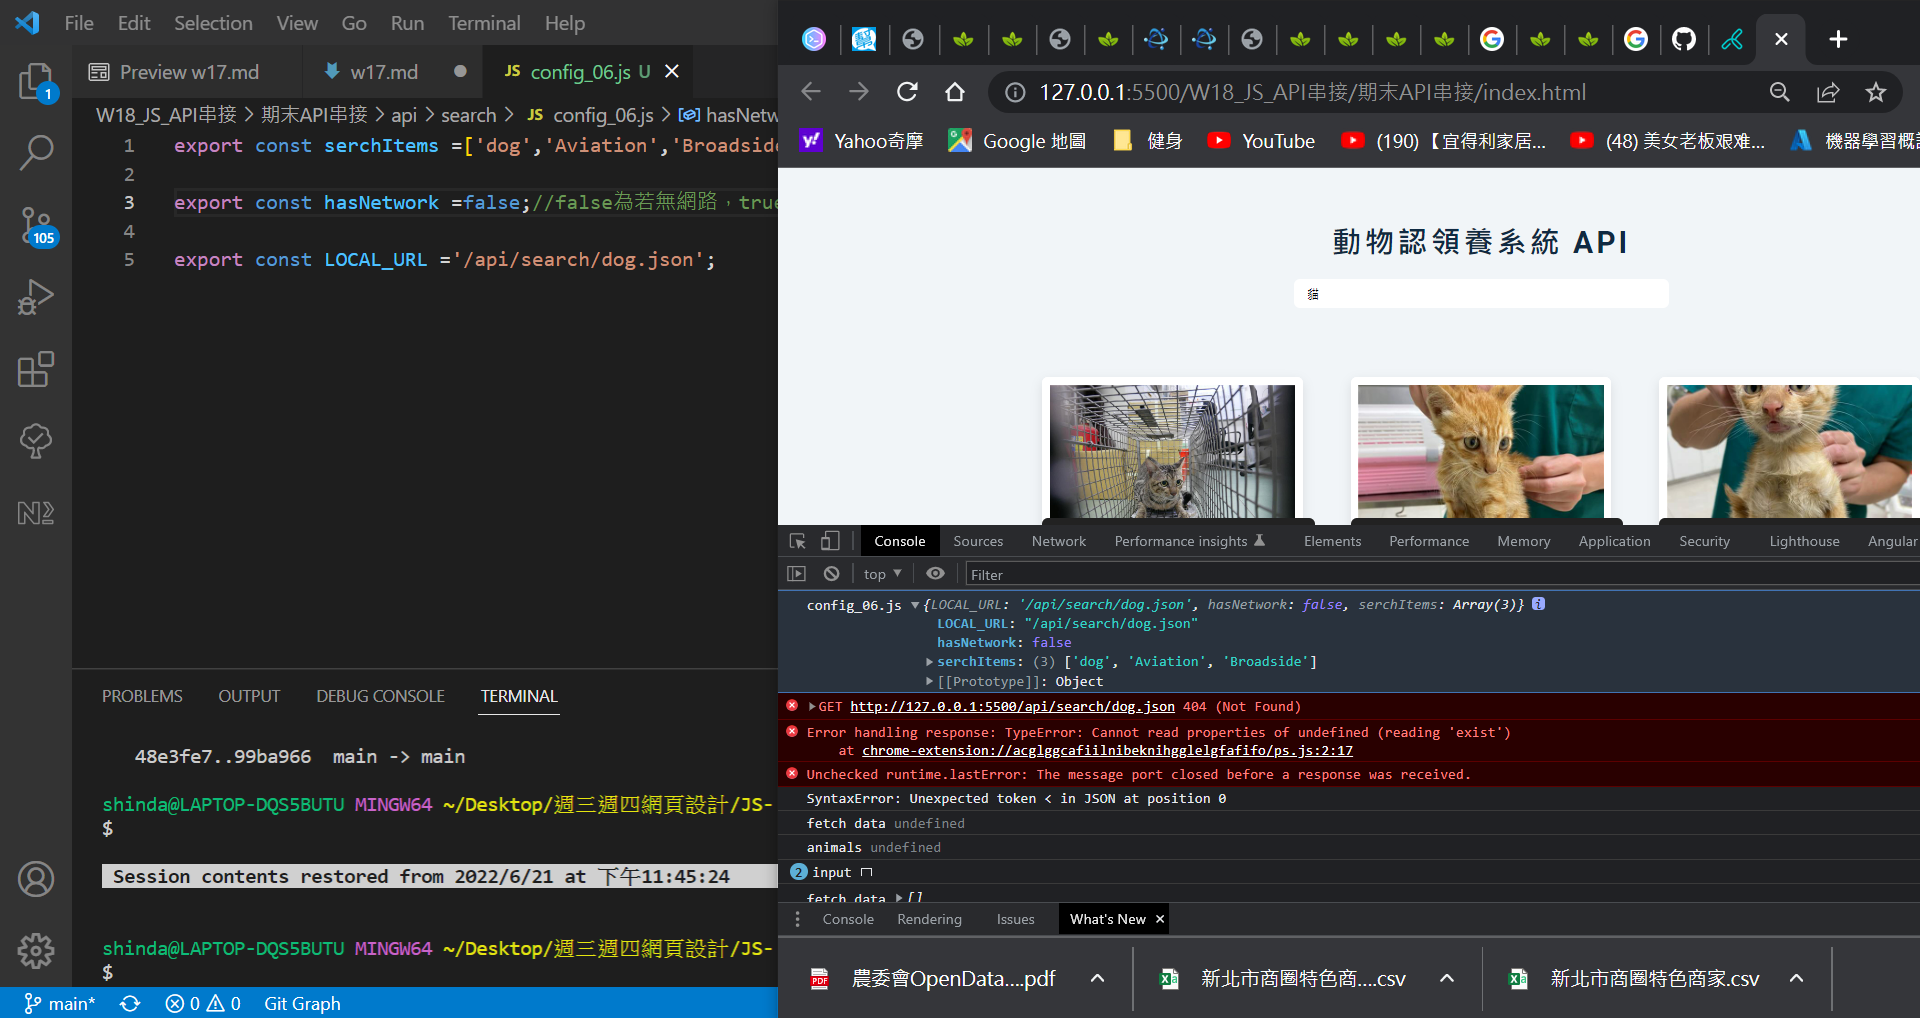 File Edit Selection View Go Run Terminal Help
Preview w17.md w17.md JS config_06.js U
W18_JS_API串接 > 期末API串接 > api > search > JS config_06.js > hasNetw
1 export const serchItems =['dog','Aviation','Broadside
2
3 export const hasNetwork =false;//false為若無網路，true
4
5 export const LOCAL_URL ='/api/search/dog.json';
1
105
PROBLEMS OUTPUT DEBUG CONSOLE TERMINAL
48e3fe7..99ba966 main -> main
shinda@LAPTOP-DQS5BUTU MINGW64 ~/Desktop/週三週四網頁設計/JS-
$
Session contents restored from 2022/6/21 at 下午11:45:24
shinda@LAPTOP-DQS5BUTU MINGW64 ~/Desktop/週三週四網頁設計/JS-
$
main* 0 0 Git Graph
127.0.0.1:5500/W18_JS_API串接/期末API串接/index.html
Yahoo奇摩 Google 地圖 健身 YouTube (190) 【宜得利家居... (48) 美女老板艰难... 機器學習概
動物認領養系統 API
貓
Console Sources Network Performance insights Elements Performance Memory Application Security Lighthouse Angular
top Filter
config_06.js {LOCAL_URL: '/api/search/dog.json', hasNetwork: false, serchItems: Array(3)}
LOCAL_URL: "/api/search/dog.json"
hasNetwork: false
serchItems: (3) ['dog', 'Aviation', 'Broadside']
[[Prototype]]: Object
GET http://127.0.0.1:5500/api/search/dog.json 404 (Not Found)
Error handling response: TypeError: Cannot read properties of undefined (reading 'exist')
at chrome-extension://acglggcafiilnibeknihgglelgfafifo/ps.js:2:17
Unchecked runtime.lastError: The message port closed before a response was received.
SyntaxError: Unexpected token < in JSON at position 0
fetch data undefined
animals undefined
2 input
fetch data []
Console Rendering Issues What's New
農委會OpenData....pdf 新北市商圈特色商....csv 新北市商圈特色商家.csv